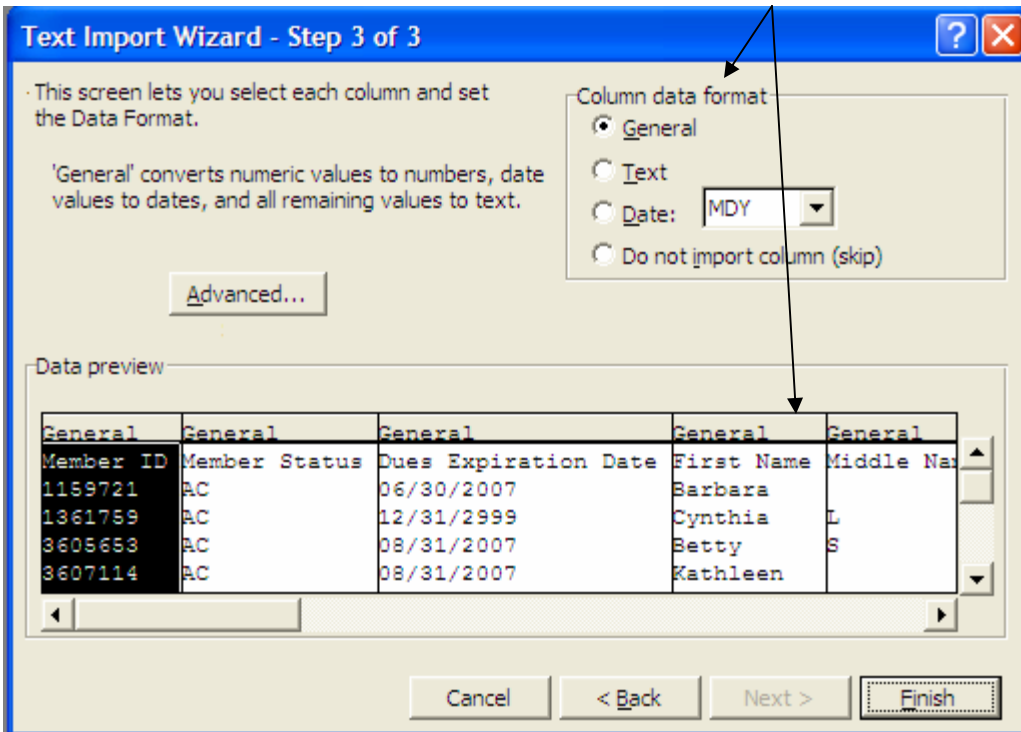 Text Import Wizard - Step 3 of 3
This screen lets you select each column and set
the Data Format.
'General' converts numeric values to numbers, date
values to dates, and all remaining values to text.
Advanced...
Column data format
General
Text
Date: MDY
Do not import column (skip)
Data preview
General General General General General
Member ID Member Status Dues Expiration Date First Name Middle Nam
1159721 AC 06/30/2007 Barbara
1361759 AC 12/31/2999 Cynthia L
3605653 AC 08/31/2007 Betty S
3607114 AC 08/31/2007 Kathleen
Cancel < Back Next > Finish